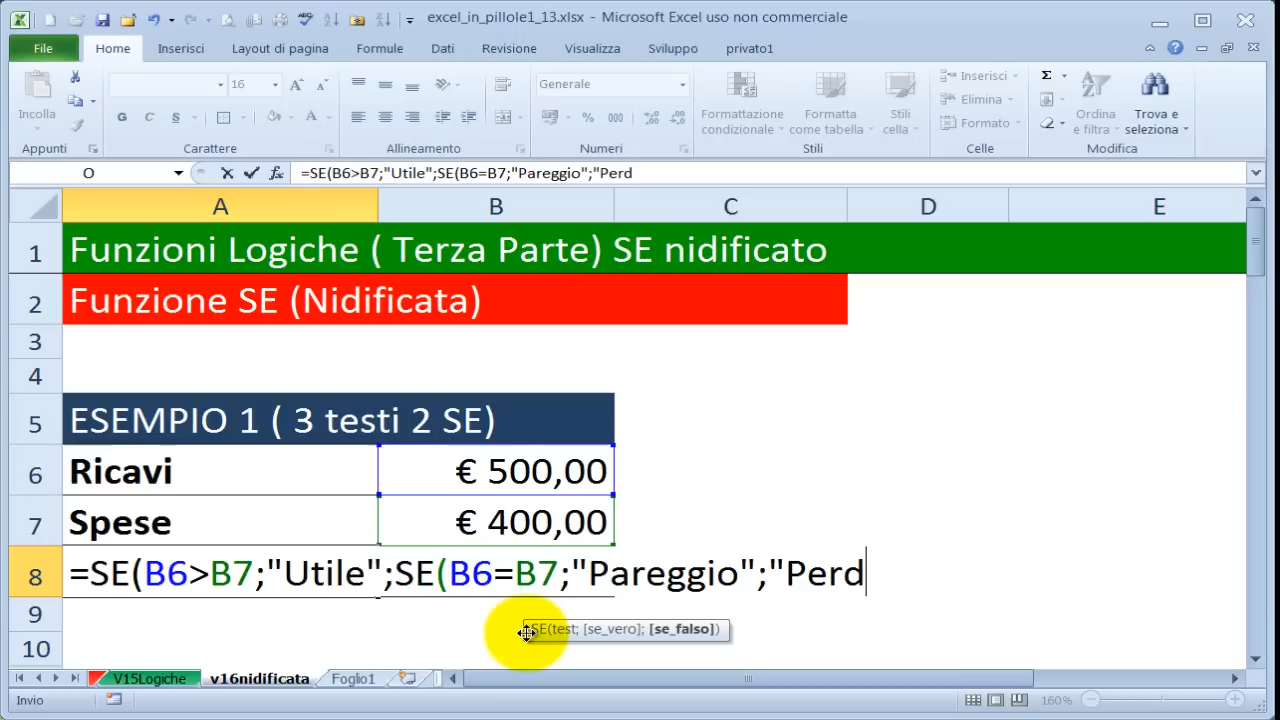 excel_in_pillole1_13.xlsx - Microsoft Excel uso non commerciale
File Home Inserisci Layout di pagina Formule Dati Revisione Visualizza Sviluppo privato1
Incolla
16
Generale
G C S
A A
% 000
Formattazione condizionale
Formatta come tabella
Stili cella
Inserisci
Elimina
Formato
Σ
Ordina e filtra
Trova e seleziona
Appunti Carattere Allineamento Numeri Stili Celle Modifica
O fx =SE(B6>B7;"Utile";SE(B6=B7;"Pareggio";"Perd
A B C D E
1 Funzioni Logiche ( Terza Parte) SE nidificato
2 Funzione SE (Nidificata)
3
4
5 ESEMPIO 1 ( 3 testi 2 SE)
6 Ricavi € 500,00
7 Spese € 400,00
8 =SE(B6>B7;"Utile";SE(B6=B7;"Pareggio";"Perd
9
SE(test; [se_vero]; [se_falso])
10
V15Logiche v16nidificata Foglio1
Invio 160%